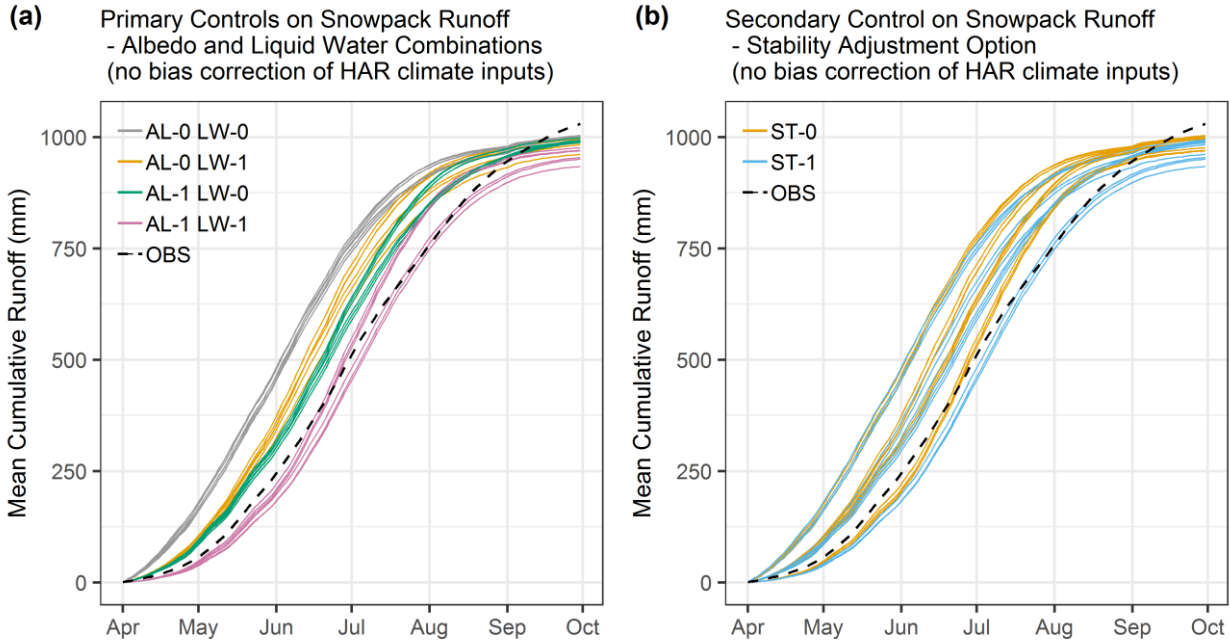 (a)
Primary Controls on Snowpack Runoff
- Albedo and Liquid Water Combinations
(no bias correction of HAR climate inputs)
Mean Cumulative Runoff (mm)
1000
750
500
250
0
AL-0 LW-0
AL-0 LW-1
AL-1 LW-0
AL-1 LW-1
OBS
Apr May Jun Jul Aug Sep Oct
(b)
Secondary Control on Snowpack Runoff
- Stability Adjustment Option
(no bias correction of HAR climate inputs)
Mean Cumulative Runoff (mm)
1000
750
500
250
0
ST-0
ST-1
OBS
Apr May Jun Jul Aug Sep Oct